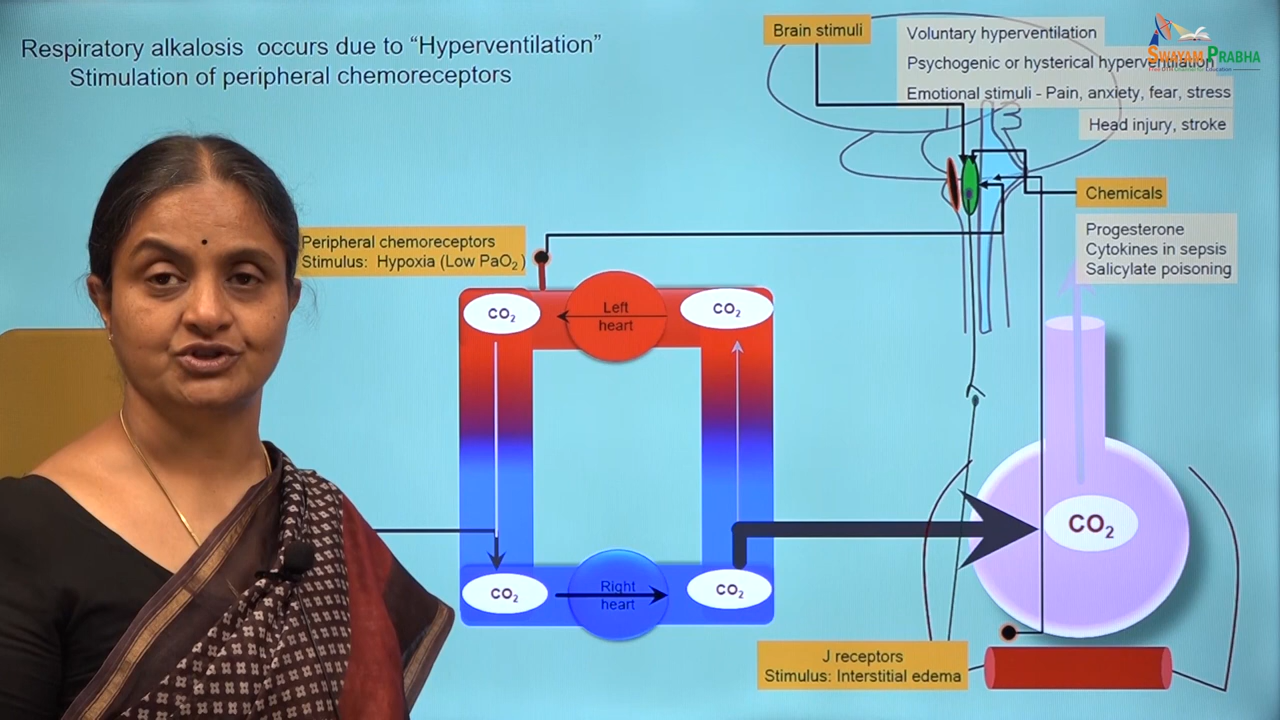 Respiratory alkalosis occurs due to “Hyperventilation”
Stimulation of peripheral chemoreceptors
Brain stimuli
Voluntary hyperventilation
Psychogenic or hysterical hyperventilation
Emotional stimuli - Pain, anxiety, fear, stress
Head injury, stroke
SWAYAM PRABHA
Chemicals
Progesterone
Cytokines in sepsis
Salicylate poisoning
Peripheral chemoreceptors
Stimulus: Hypoxia (Low PaO₂)
CO₂
Left
heart
CO₂
CO₂
CO₂
Right
heart
CO₂
J receptors
Stimulus: Interstitial edema